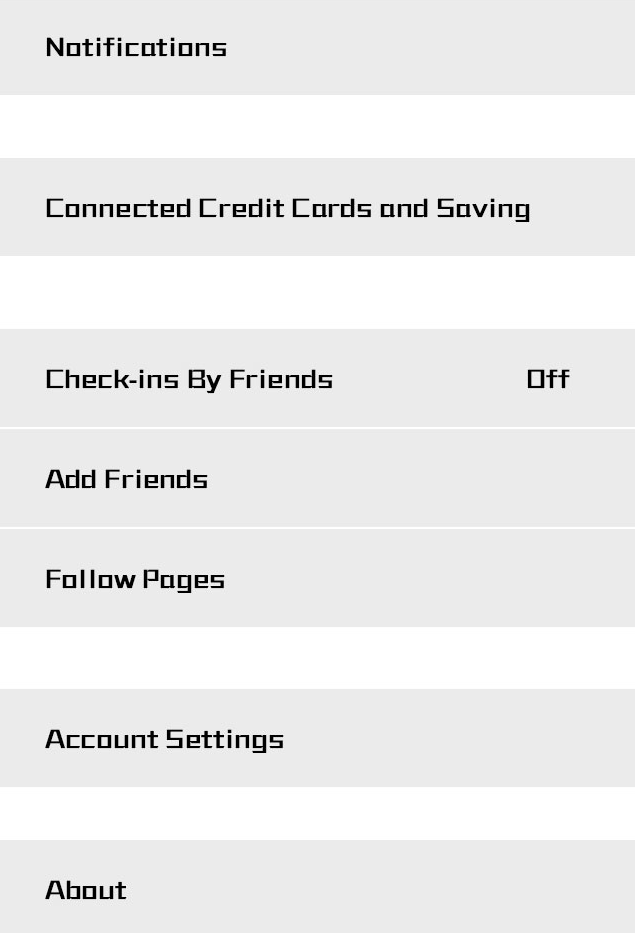 Notifications
Connected Credit Cards and Saving
Check-ins By Friends Off
Add Friends
Follow Pages
Account Settings
About